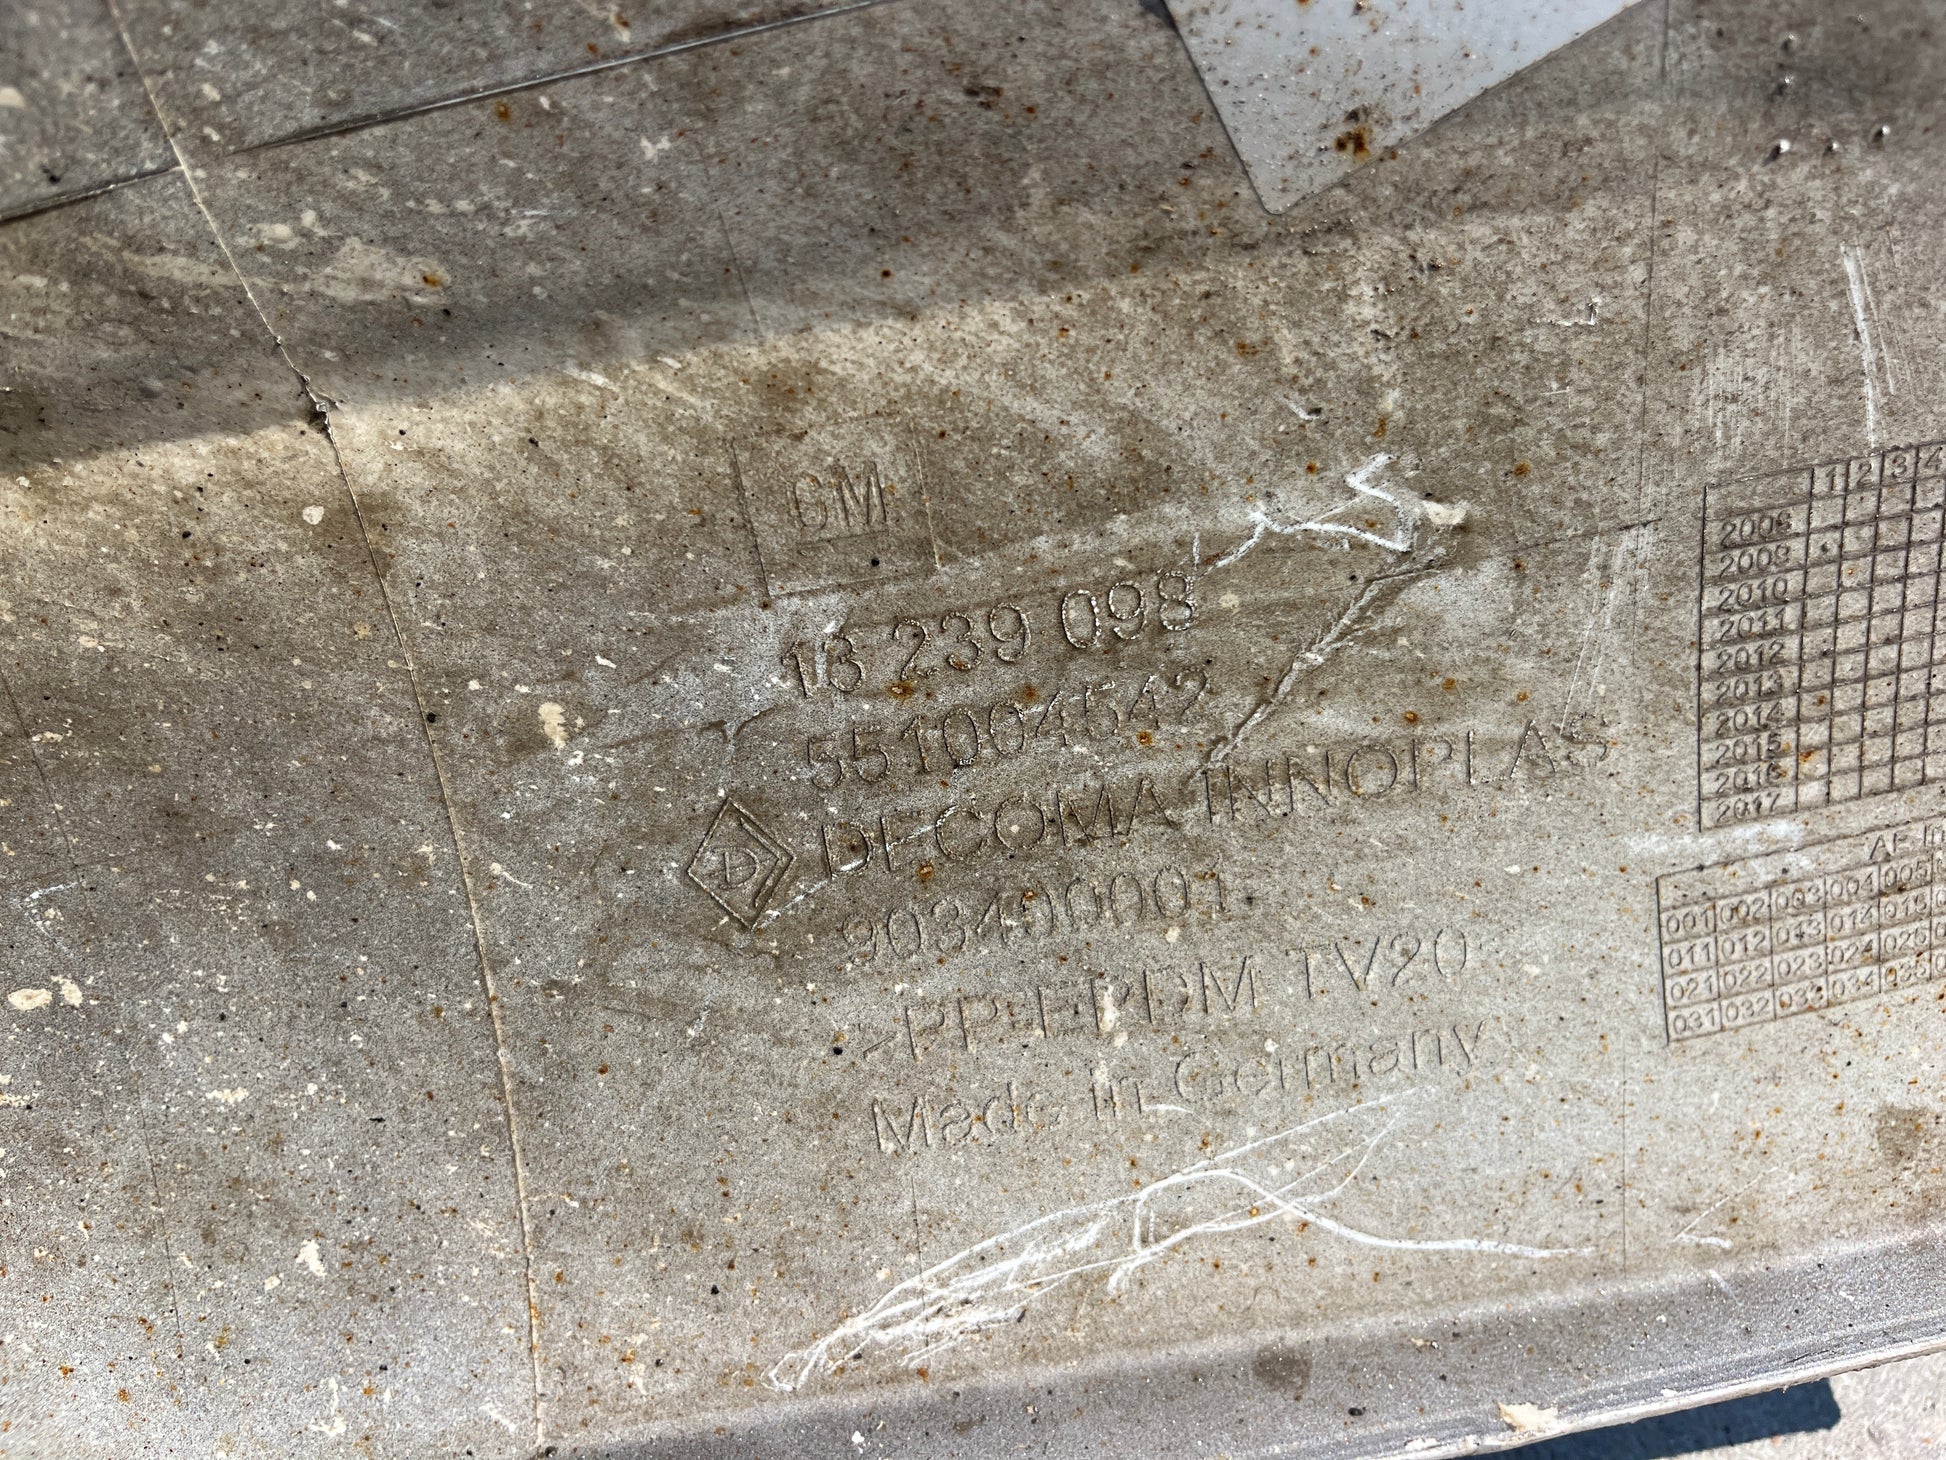 GM
13 239 098
551004542
D DECOMA INNOPLAS
903400001
>PP+EPDM TV20<
Made in Germany
1 2 3 4
2008
2009
2010
2011
2012
2013
2014
2015
2016
2017
001 002 003 004 005
011 012 013 014 015
021 022 023 024 025
031 032 033 034 035